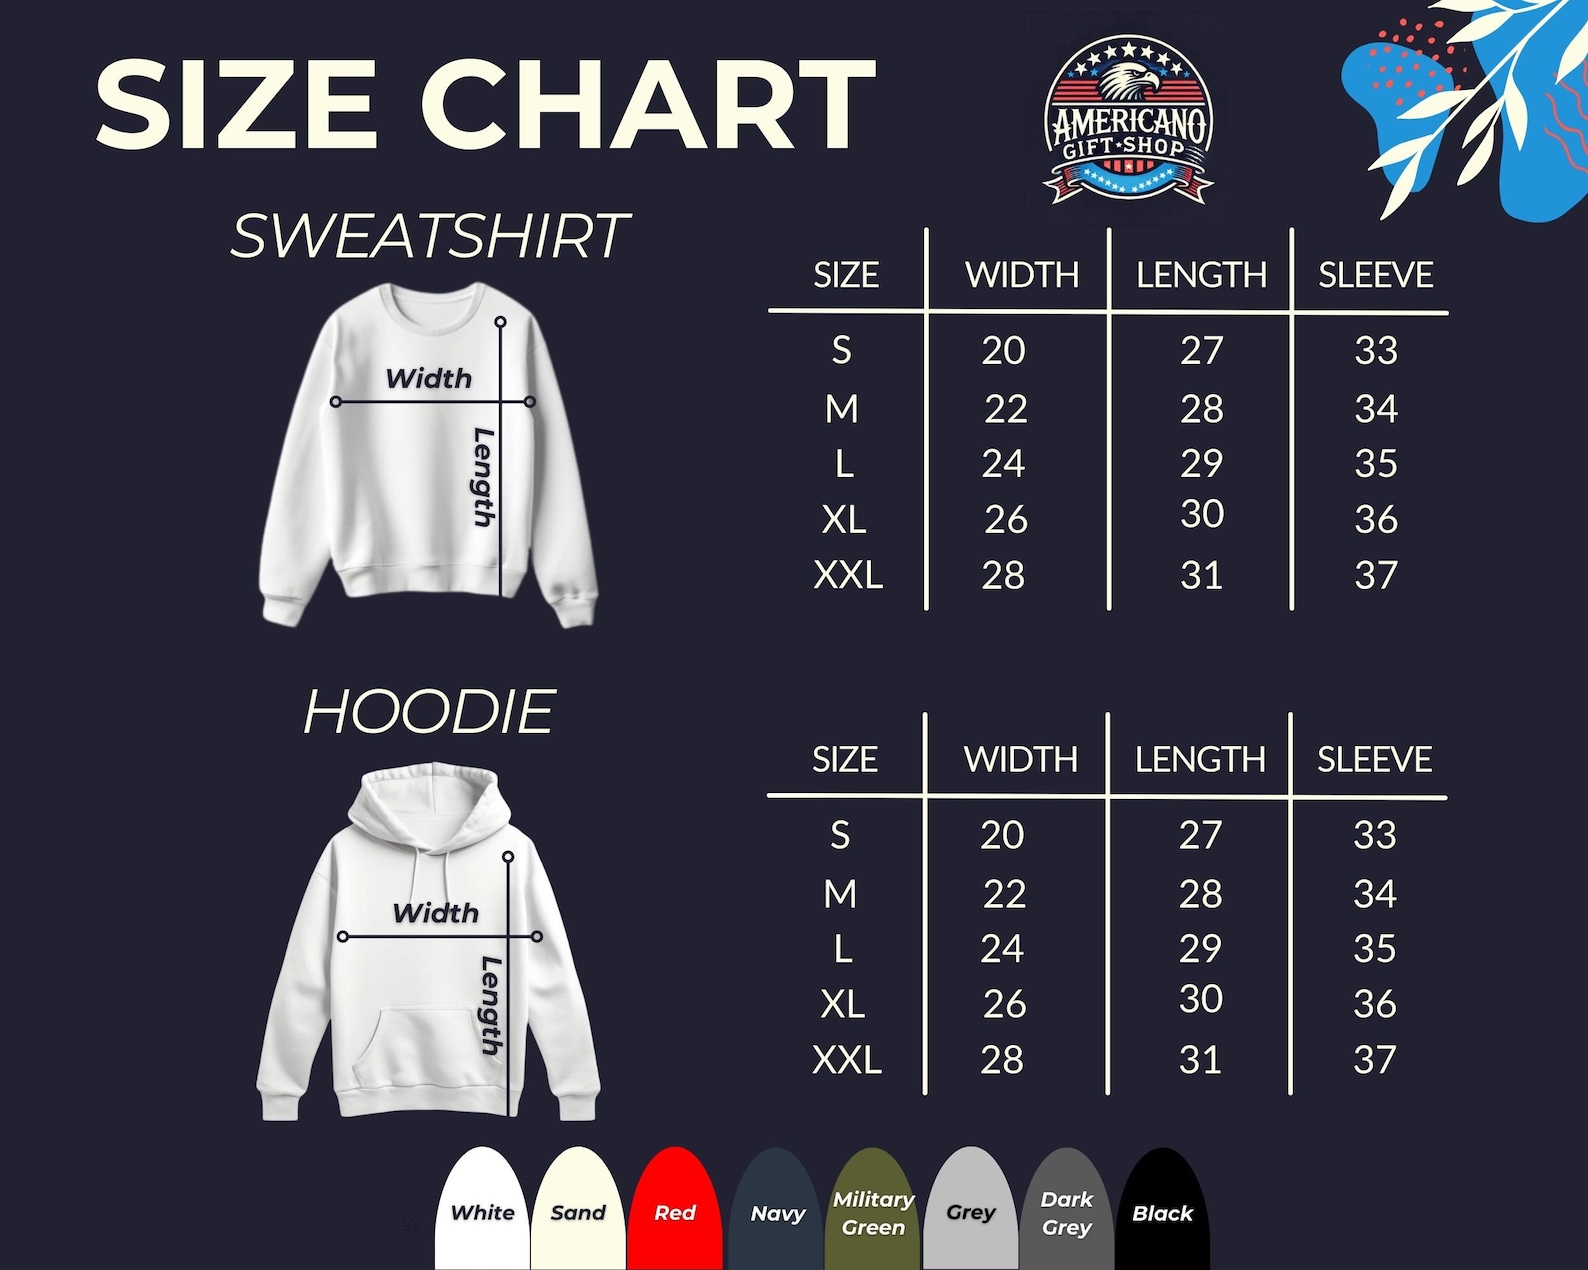 SIZE CHART
AMERICANO
GIFT SHOP
SWEATSHIRT
Width
Length
SIZE WIDTH LENGTH SLEEVE
S 20 27 33
M 22 28 34
L 24 29 35
XL 26 30 36
XXL 28 31 37
HOODIE
Width
Length
SIZE WIDTH LENGTH SLEEVE
S 20 27 33
M 22 28 34
L 24 29 35
XL 26 30 36
XXL 28 31 37
White
Sand
Red
Navy
Military
Green
Grey
Dark
Grey
Black